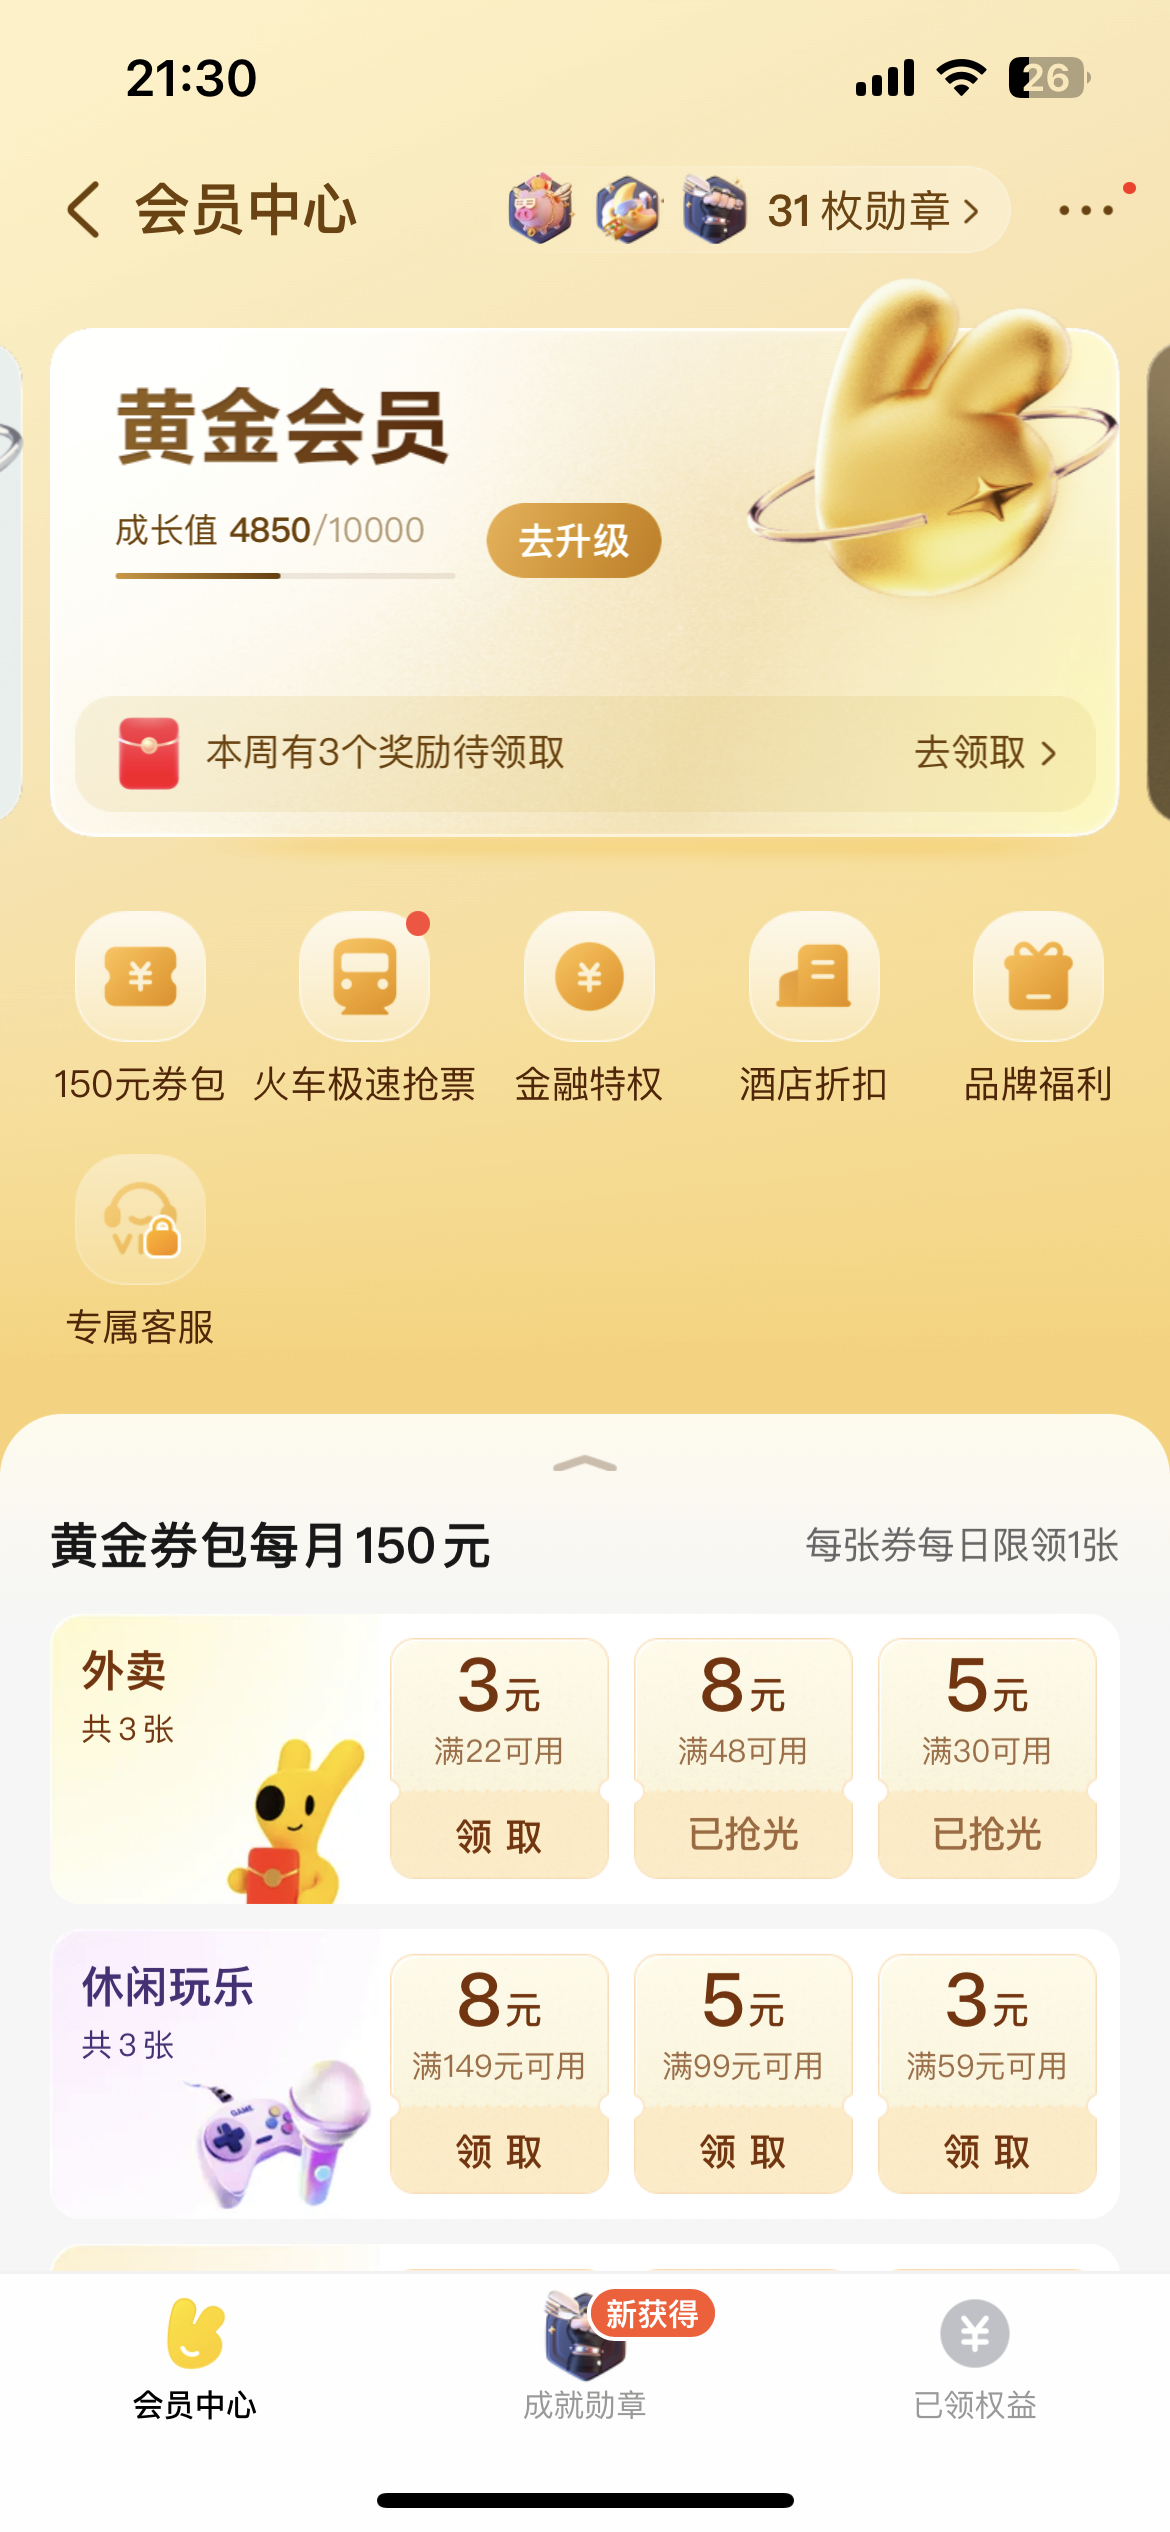 21:30
26
会员中心
31枚勋章
黄金会员
成长值 4850/10000
去升级
本周有3个奖励待领取
去领取
150元券包
火车极速抢票
金融特权
酒店折扣
品牌福利
专属客服
黄金券包每月150元
每张券每日限领1张
外卖
共3张
3元
满22可用
领取
8元
满48可用
已抢光
5元
满30可用
已抢光
休闲玩乐
共3张
GAME
8元
满149元可用
领取
5元
满99元可用
领取
3元
满59元可用
领取
新获得
会员中心
成就勋章
已领权益